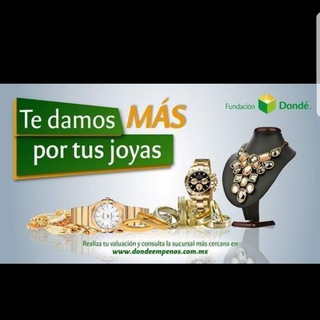 Te damos MÁS
por tus joyas
Fundación Dondé
Realiza tu valuación y consulta la sucursal más cercana en
www.dondeempenos.com.mx